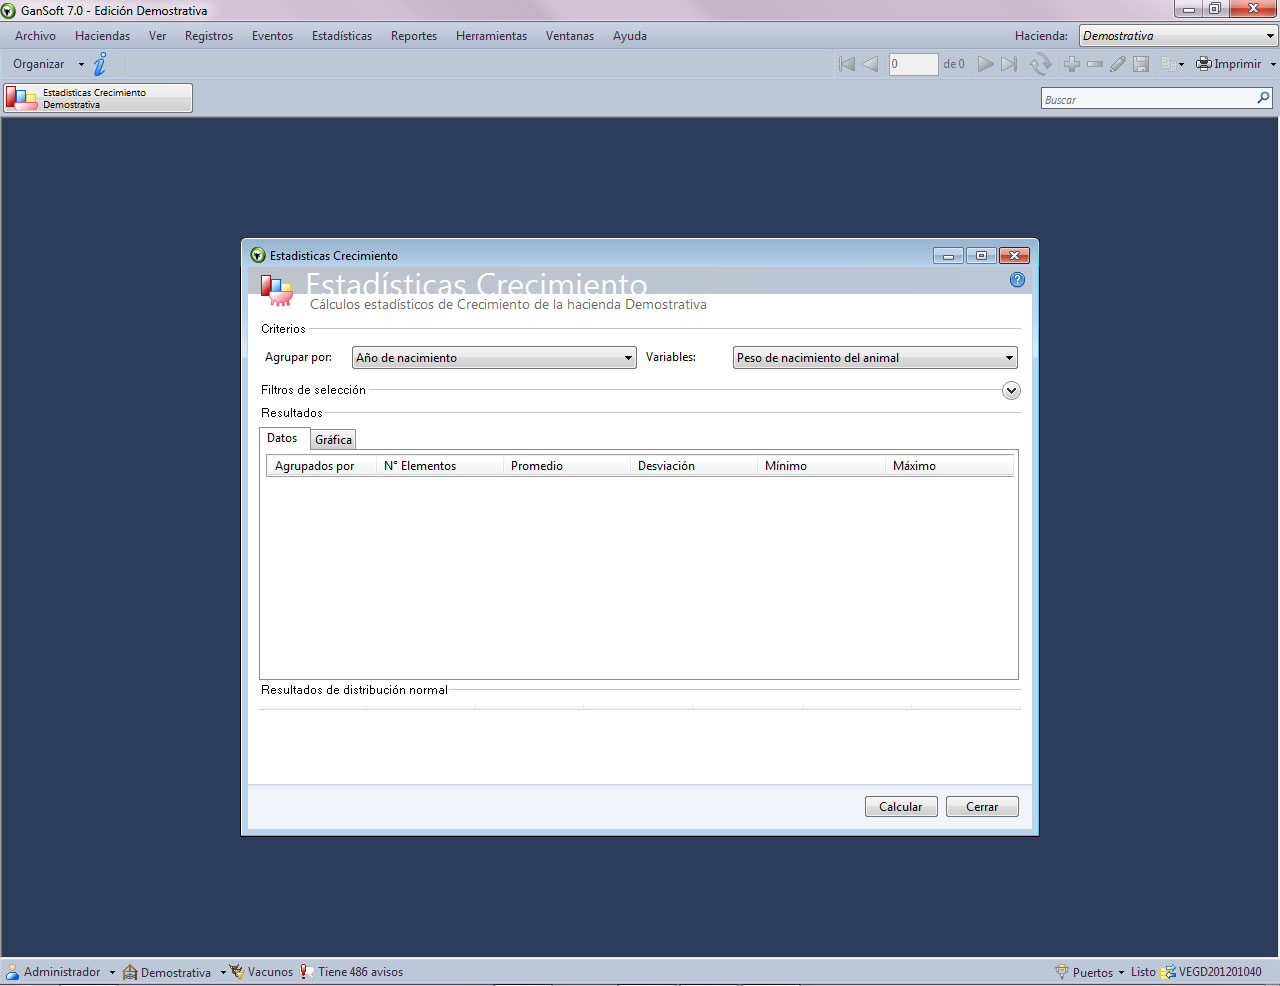 GanSoft 7.0 - Edición Demostrativa
Archivo Haciendas Ver Registros Eventos Estadísticas Reportes Herramientas Ventanas Ayuda Hacienda: Demostrativa
Organizar 0 de 0 Imprimir
Estadísticas Crecimiento
Demostrativa
Buscar
Estadisticas Crecimiento
Estadísticas Crecimiento
Cálculos estadísticos de Crecimiento de la hacienda Demostrativa
Criterios
Agrupar por: Año de nacimiento Variables: Peso de nacimiento del animal
Filtros de selección
Resultados
Datos Gráfica
Agrupados por N° Elementos Promedio Desviación Mínimo Máximo
Resultados de distribución normal
Calcular Cerrar
Administrador Demostrativa Vacunos Tiene 486 avisos Puertos Listo VEGD201201040